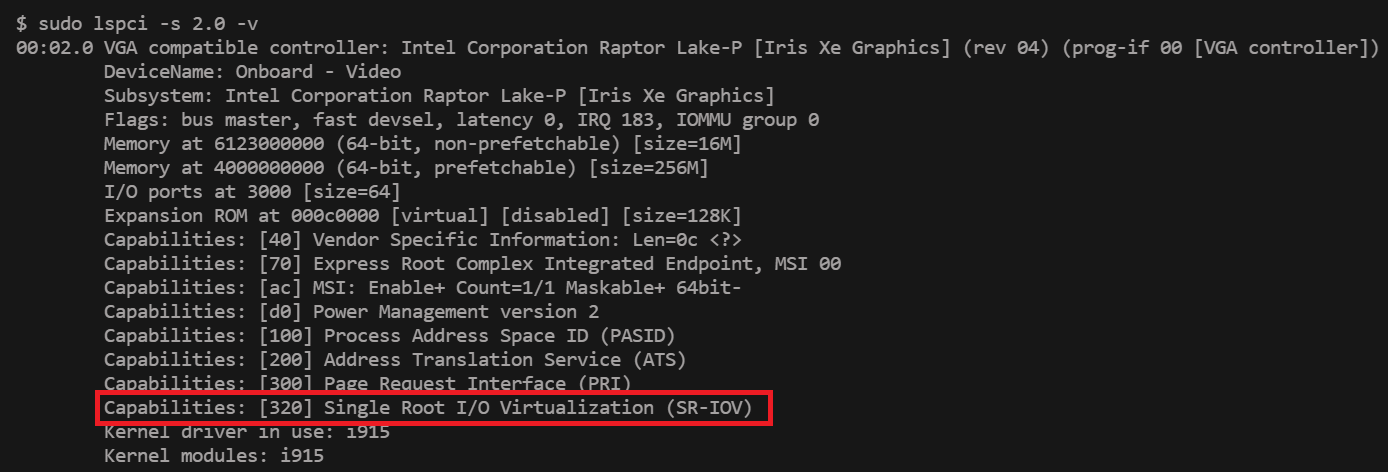 $ sudo lspci -s 2.0 -v
00:02.0 VGA compatible controller: Intel Corporation Raptor Lake-P [Iris Xe Graphics] (rev 04) (prog-if 00 [VGA controller])
DeviceName: Onboard - Video
Subsystem: Intel Corporation Raptor Lake-P [Iris Xe Graphics]
Flags: bus master, fast devsel, latency 0, IRQ 183, IOMMU group 0
Memory at 6123000000 (64-bit, non-prefetchable) [size=16M]
Memory at 4000000000 (64-bit, prefetchable) [size=256M]
I/O ports at 3000 [size=64]
Expansion ROM at 000c0000 [virtual] [disabled] [size=128K]
Capabilities: [40] Vendor Specific Information: Len=0c <?>
Capabilities: [70] Express Root Complex Integrated Endpoint, MSI 00
Capabilities: [ac] MSI: Enable+ Count=1/1 Maskable+ 64bit-
Capabilities: [d0] Power Management version 2
Capabilities: [100] Process Address Space ID (PASID)
Capabilities: [200] Address Translation Service (ATS)
Capabilities: [300] Page Request Interface (PRI)
Capabilities: [320] Single Root I/O Virtualization (SR-IOV)
Kernel driver in use: i915
Kernel modules: i915